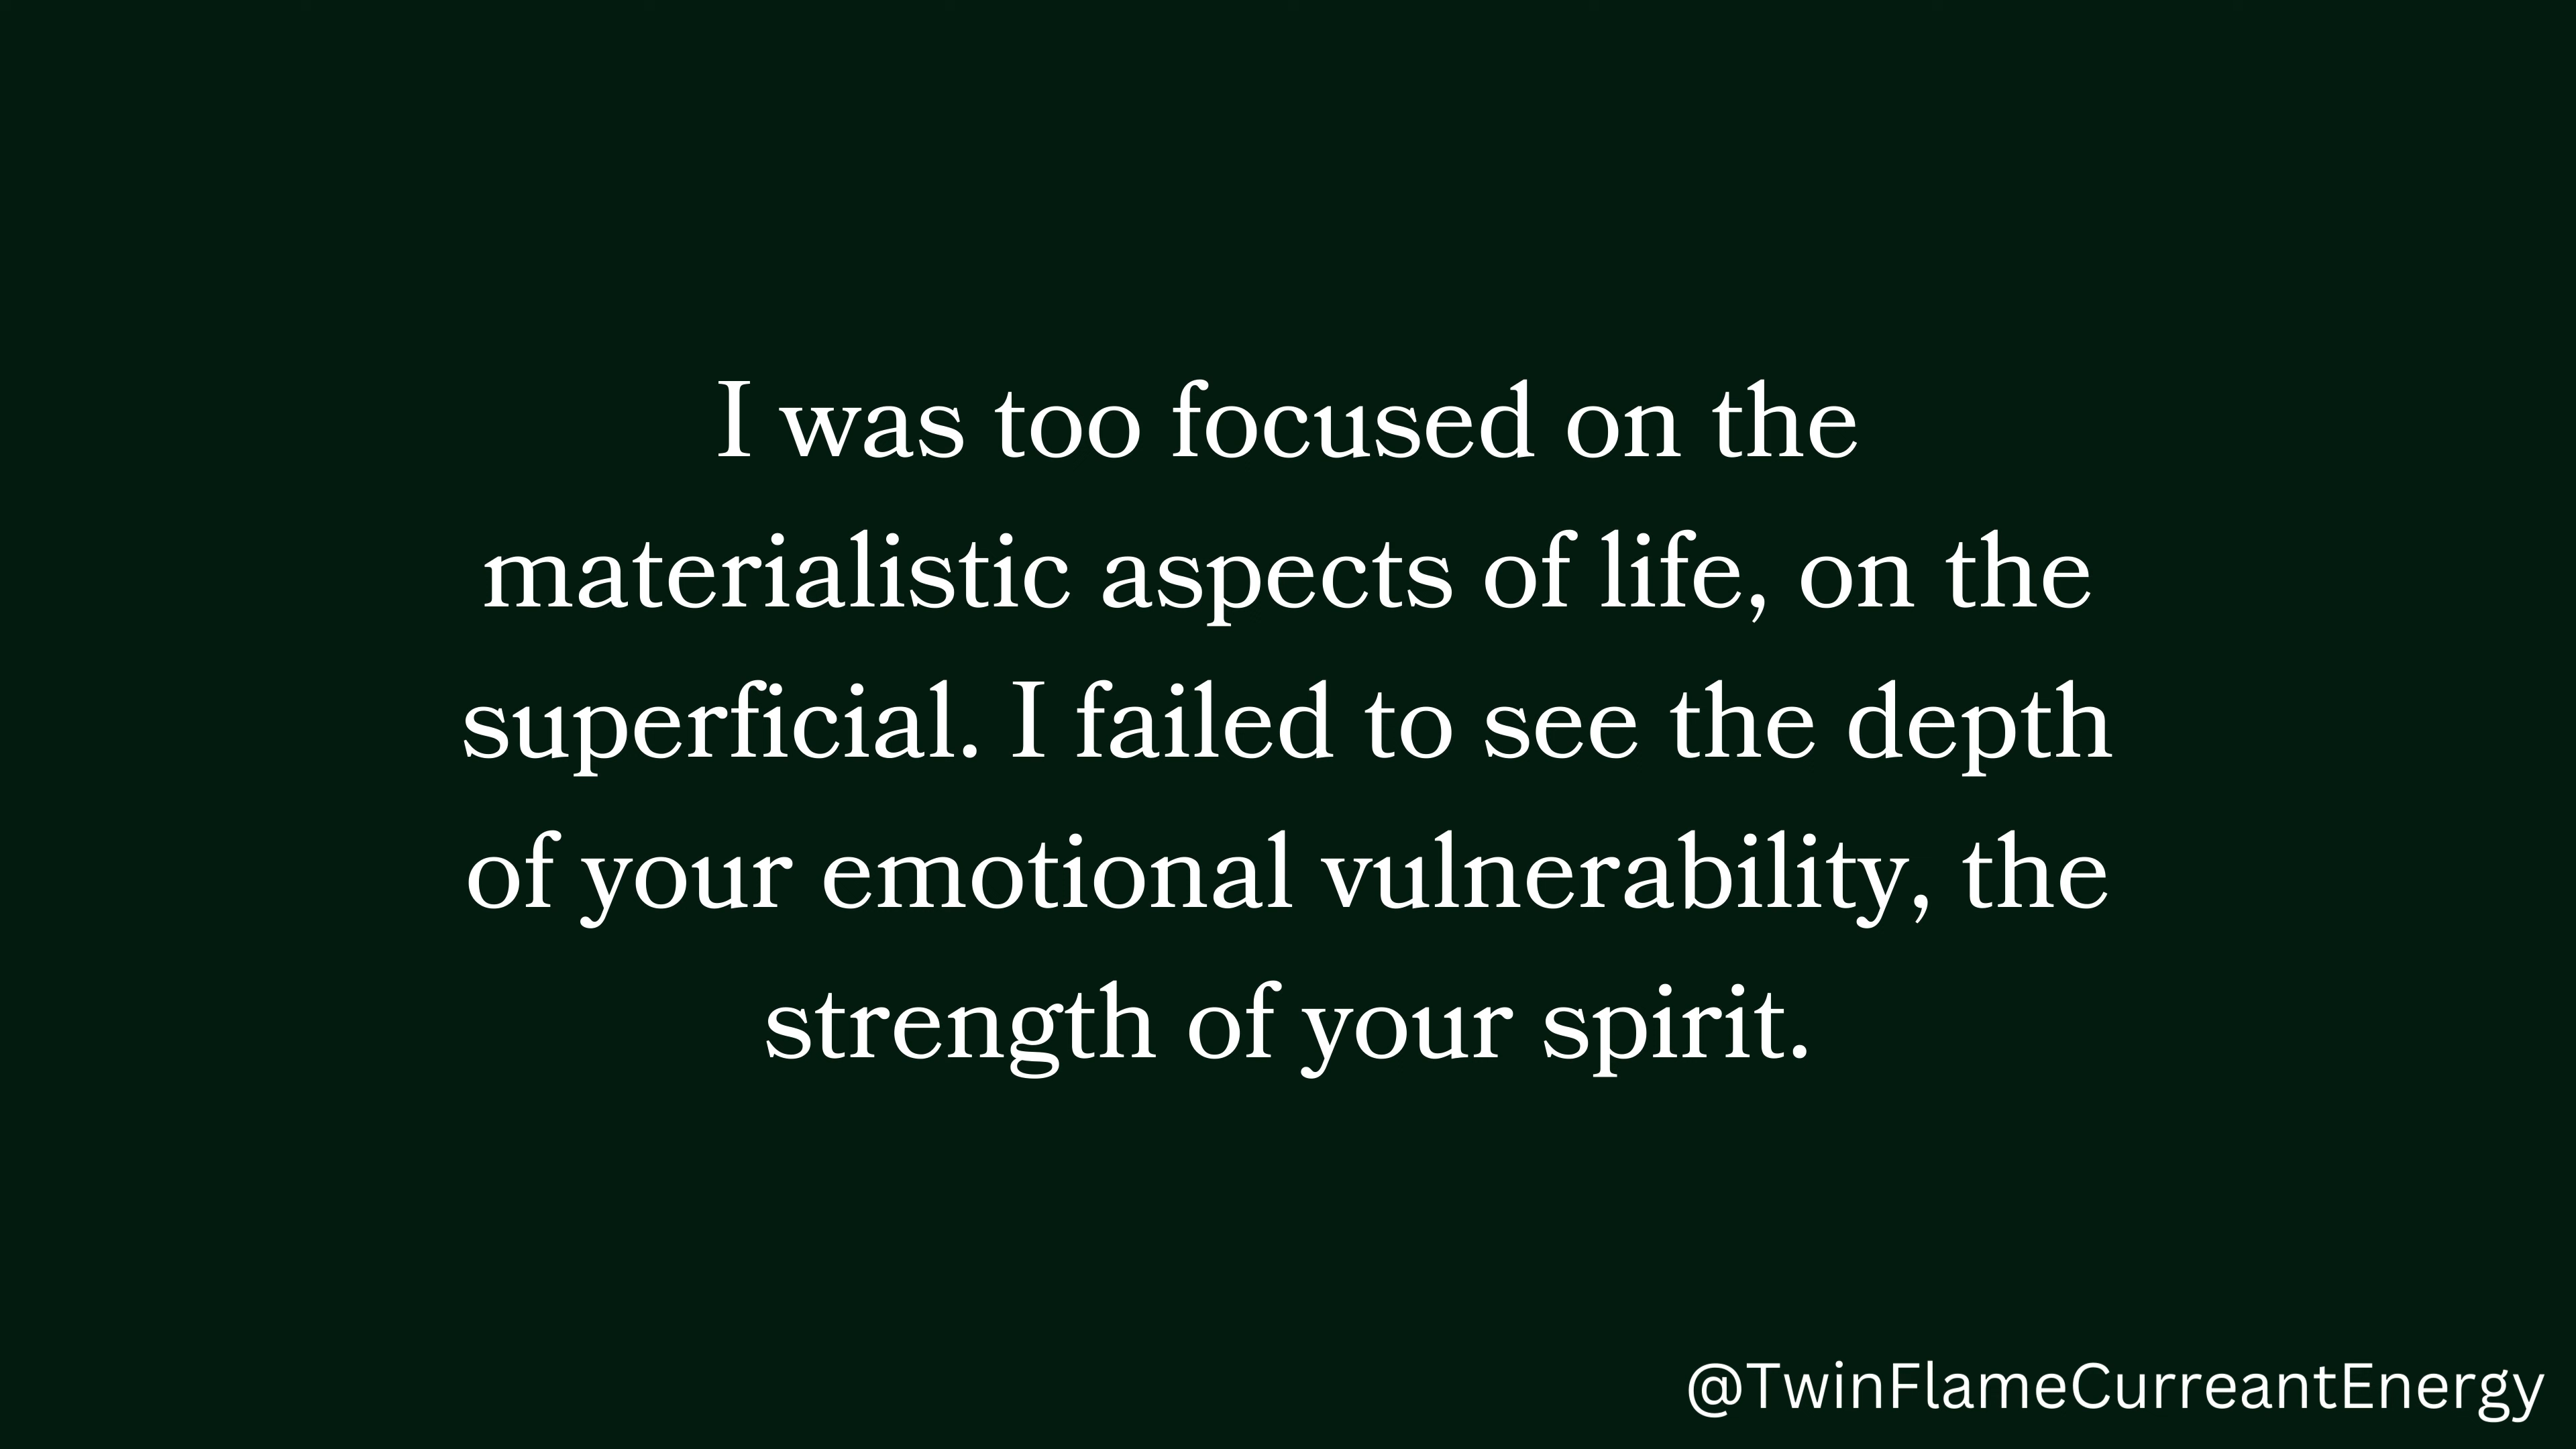 I was too focused on the
materialistic aspects of life, on the
superficial. I failed to see the depth
of your emotional vulnerability, the
strength of your spirit.
@TwinFlameCurreantEnergy